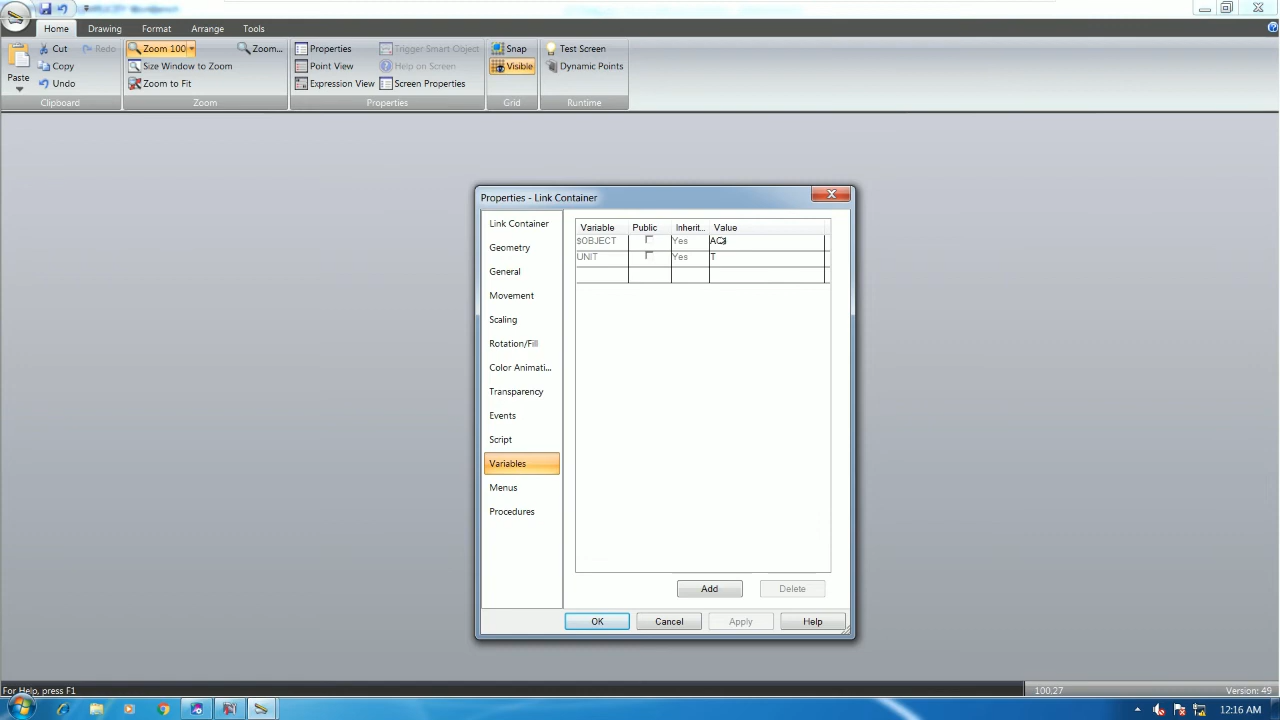 Home Drawing Format Arrange Tools
Paste
Cut
Copy
Undo
Redo
Clipboard
Zoom 100
Zoom...
Size Window to Zoom
Zoom to Fit
Zoom
Properties
Point View
Expression View
Trigger Smart Object
Help on Screen
Screen Properties
Properties
Snap
Visible
Grid
Test Screen
Dynamic Points
Runtime
Properties - Link Container
Link Container
Geometry
General
Movement
Scaling
Rotation/Fill
Color Animati...
Transparency
Events
Script
Variables
Menus
Procedures
Variable Public Inherit... Value
$OBJECT Yes
UNIT Yes T
Add Delete
OK Cancel Apply Help
For Help, press F1 100,27 Version: 49
12:16 AM